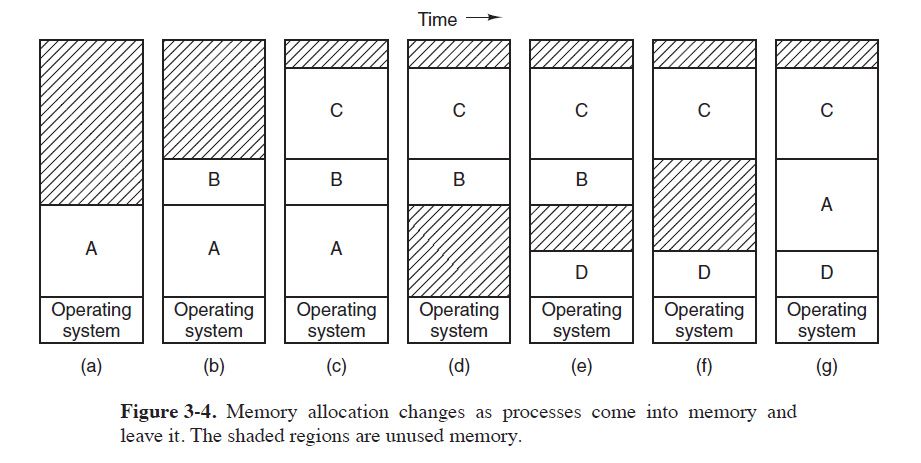 Time
C C C C C
B B B B
A
A A A
D D D
Operating Operating Operating Operating Operating Operating Operating
system system system system system system system
(a) (b) (c) (d) (e) (f) (g)
Figure 3-4. Memory allocation changes as processes come into memory and
leave it. The shaded regions are unused memory.